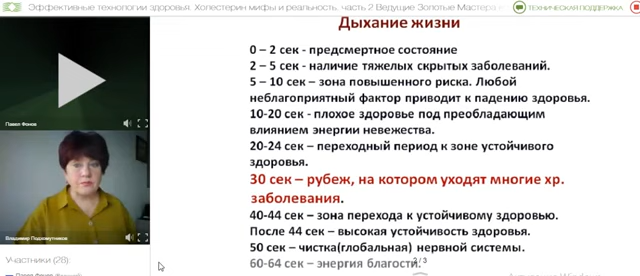 Эффективные технологии здоровья. Холестерин мифы и реальность. часть 2 Ведущие Золотые Мастера
ТЕХНИЧЕСКАЯ ПОДДЕРЖКА
Дыхание жизни
0 – 2 сек - предсмертное состояние
2 – 5 сек - наличие тяжелых скрытых заболеваний.
5 – 10 сек – зона повышенного риска. Любой
неблагоприятный фактор приводит к падению здоровья.
10-20 сек - плохое здоровье под преобладающим
влиянием энергии невежества.
20-24 сек – переходный период к зоне устойчивого
здоровья.
30 сек – рубеж, на котором уходят многие хр.
заболевания.
40-44 сек – зона перехода к устойчивому здоровью.
После 44 сек – высокая устойчивость здоровья.
50 сек – чистка(глобальная) нервной системы.
60-64 сек – энергия благости.
2/3
Павел Фенов
Владимир Подхомутников
Участники (28):